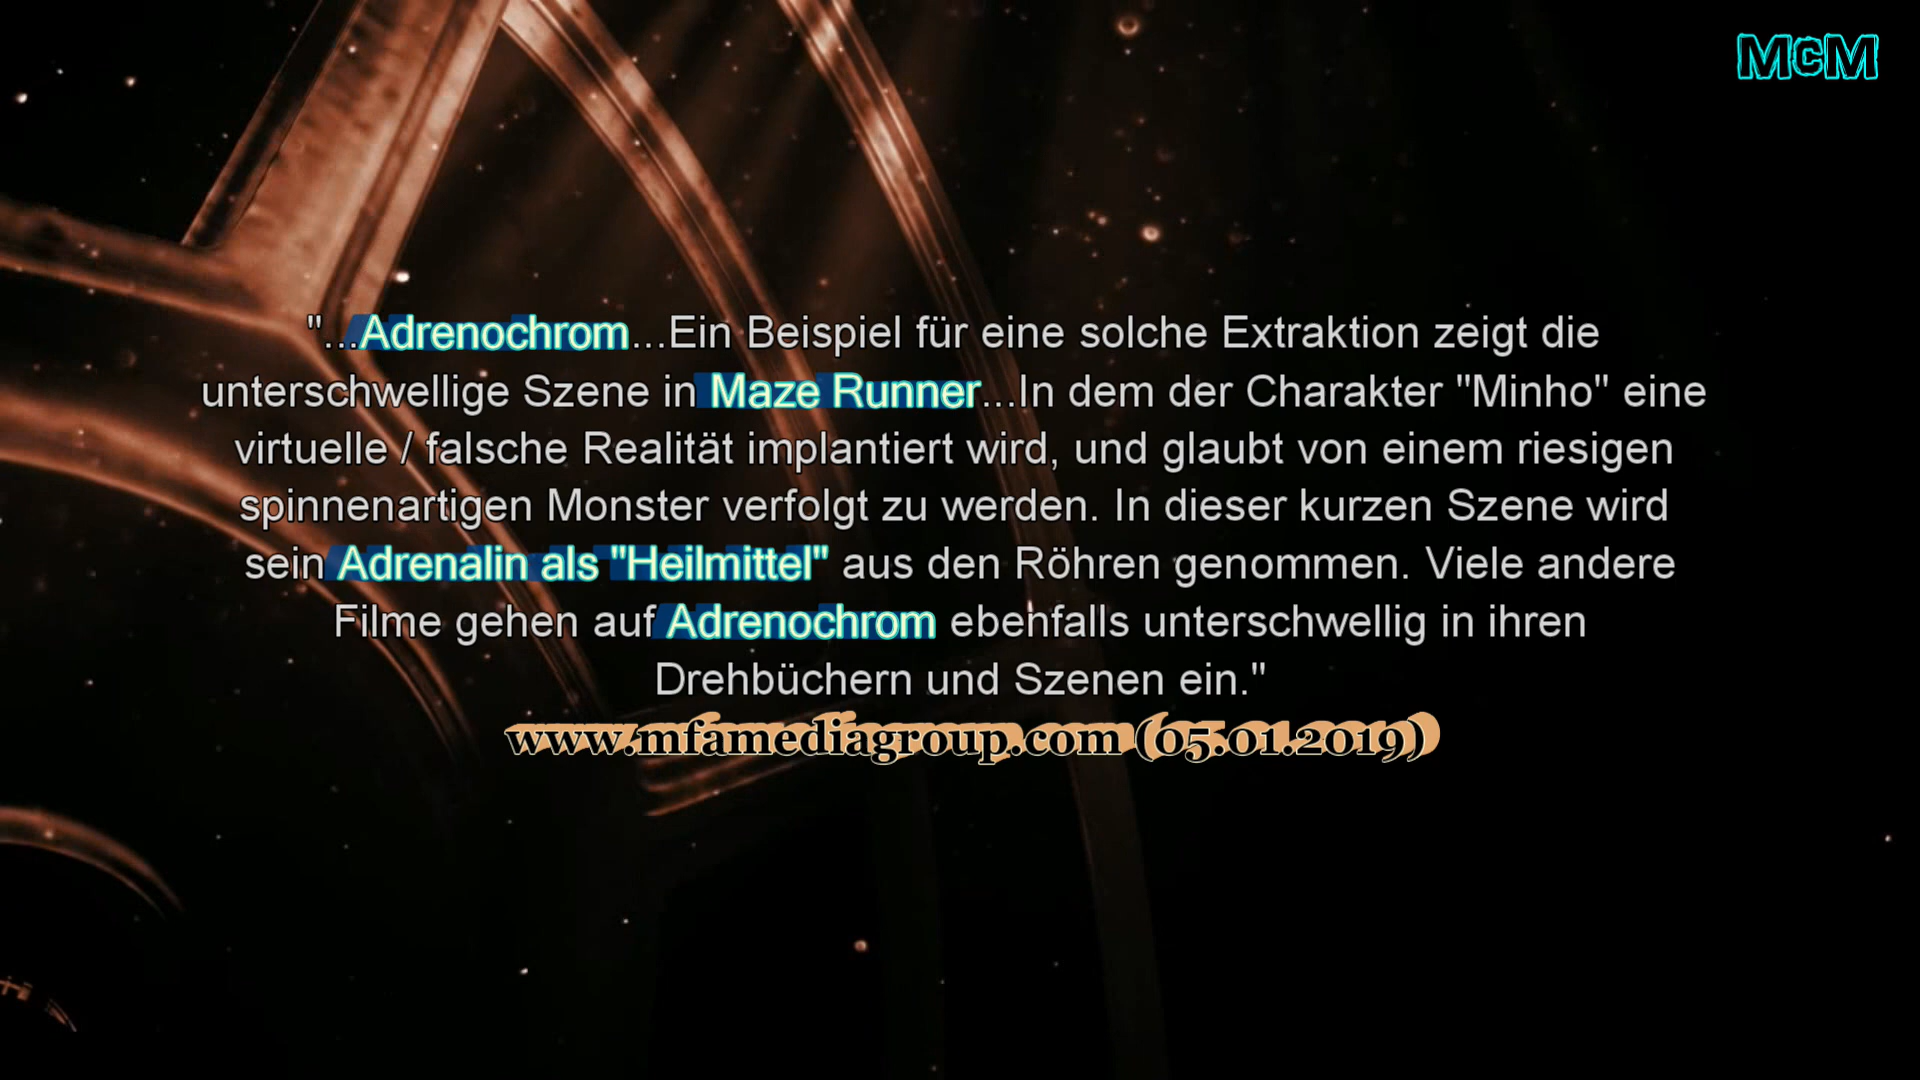 McM
"...Adrenochrom...Ein Beispiel für eine solche Extraktion zeigt die
unterschwellige Szene in Maze Runner...In dem der Charakter "Minho" eine
virtuelle / falsche Realität implantiert wird, und glaubt von einem riesigen
spinnenartigen Monster verfolgt zu werden. In dieser kurzen Szene wird
sein Adrenalin als "Heilmittel" aus den Röhren genommen. Viele andere
Filme gehen auf Adrenochrom ebenfalls unterschwellig in ihren
Drehbüchern und Szenen ein."
www.mfamediagroup.com (05.01.2019)